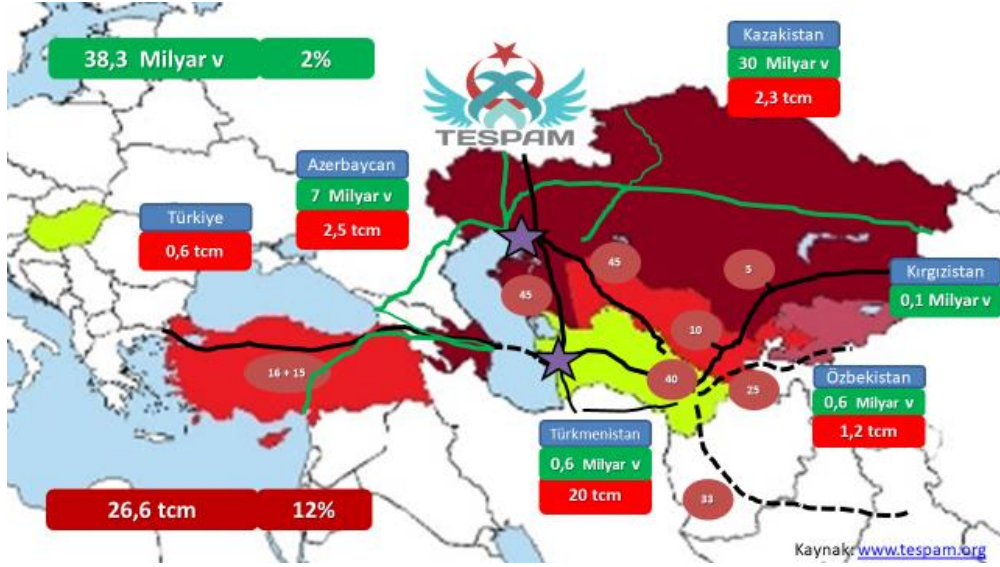 38,3 Milyar v 2%
TESPAM
Kazakistan
30 Milyar v
2,3 tcm
Azerbaycan
7 Milyar v
2,5 tcm
Türkiye
0,6 tcm
45
45
5
Kırgızistan
0,1 Milyar v
10
16 + 15
40
25
Özbekistan
0,6 Milyar v
1,2 tcm
Türkmenistan
0,6 Milyar v
20 tcm
33
26,6 tcm 12%
Kaynak: www.tespam.org